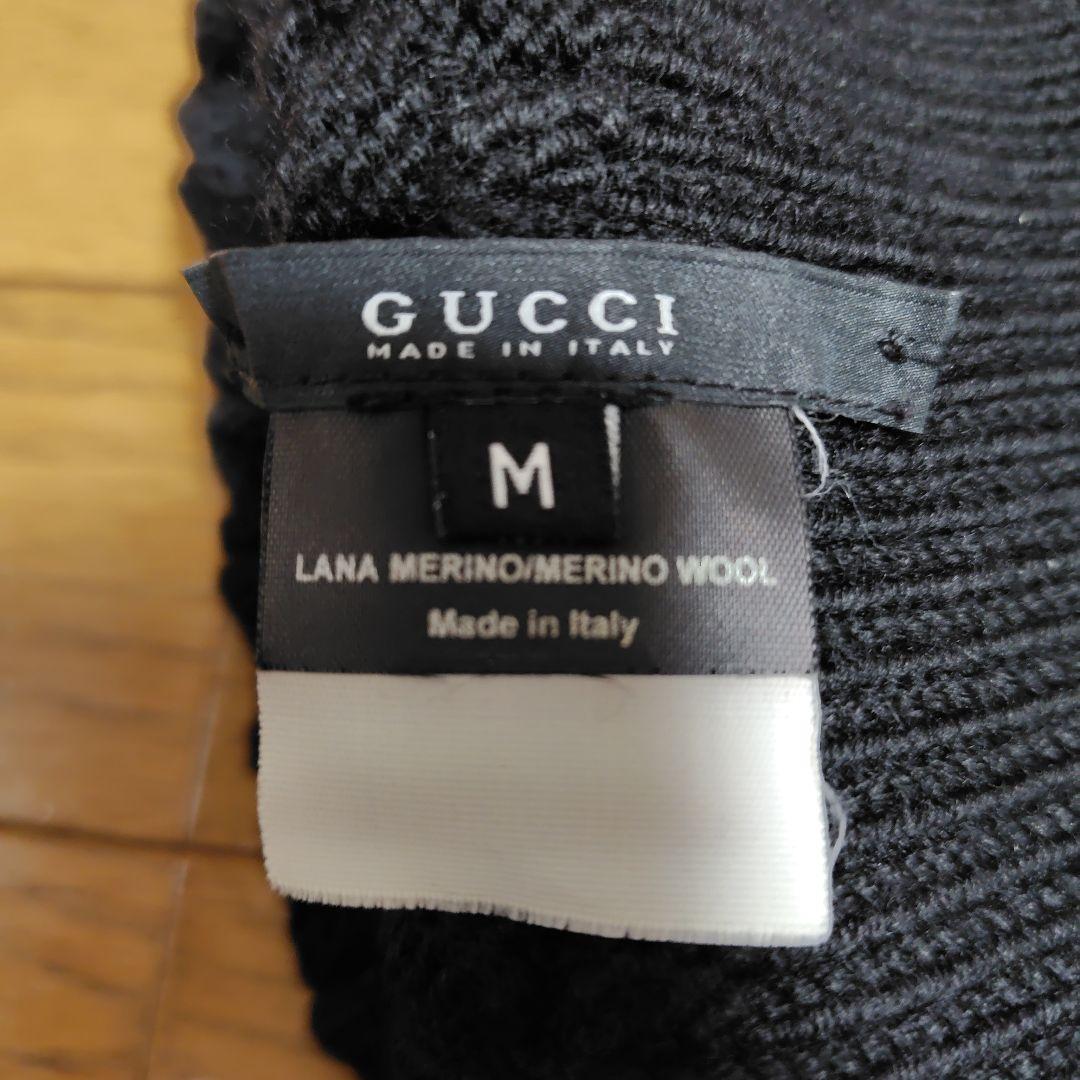 GUCCI
MADE IN ITALY
M
LANA MERINO/MERINO WOOL
Made in Italy